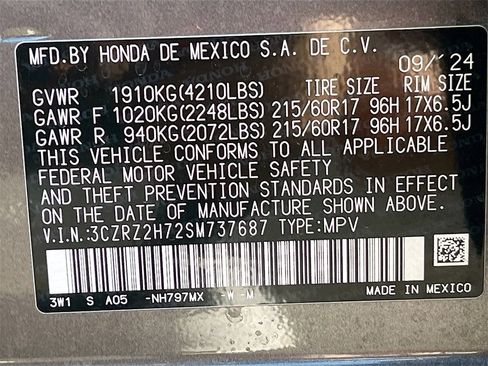 MFD.BY HONDA DE MEXICO S.A. DE C.V.
09/'24
GVWR 1910KG(4210LBS) TIRE SIZE RIM SIZE
GAWR F 1020KG(2248LBS) 215/60R17 96H 17X6.5J
GAWR R 940KG(2072LBS) 215/60R17 96H 17X6.5J
THIS VEHICLE CONFORMS TO ALL APPLICABLE
FEDERAL MOTOR VEHICLE SAFETY
AND THEFT PREVENTION STANDARDS IN EFFECT
ON THE DATE OF MANUFACTURE SHOWN ABOVE.
V.I.N:3CZRZ2H72SM737687 TYPE:MPV
3W1 S A05 -NH797MX -W -M MADE IN MEXICO